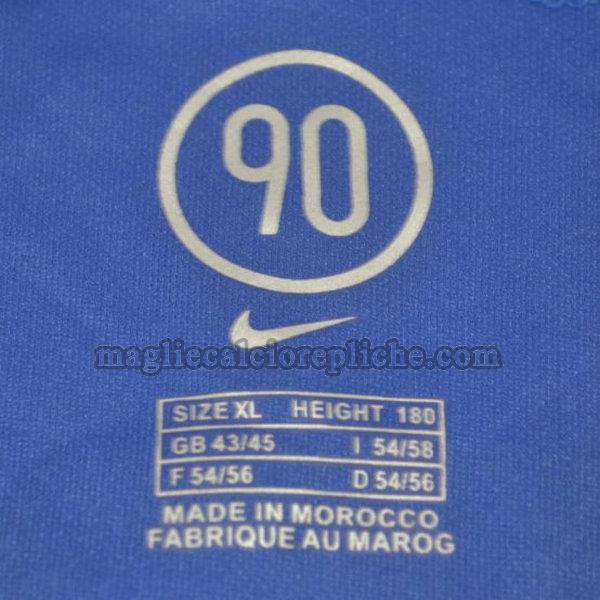 90
magliecalciorepliche.com
SIZE XL HEIGHT 180
GB 43/45 I 54/58
F 54/56 D 54/56
MADE IN MOROCCO
FABRIQUE AU MAROG